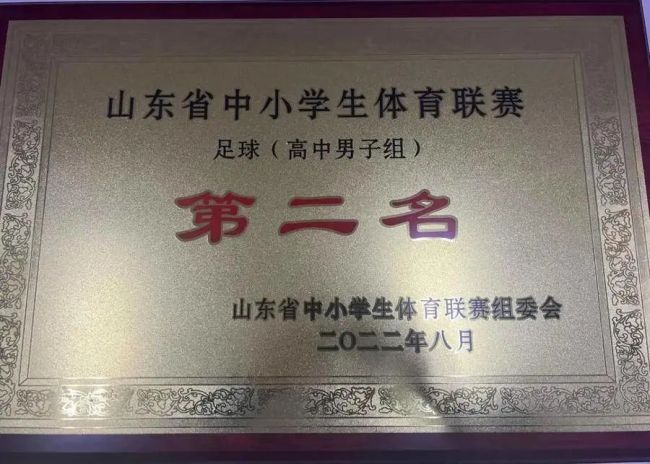 山东省中小学生体育联赛
足球（高中男子组）
第二名
山东省中小学生体育联赛组委会
二〇二二年八月